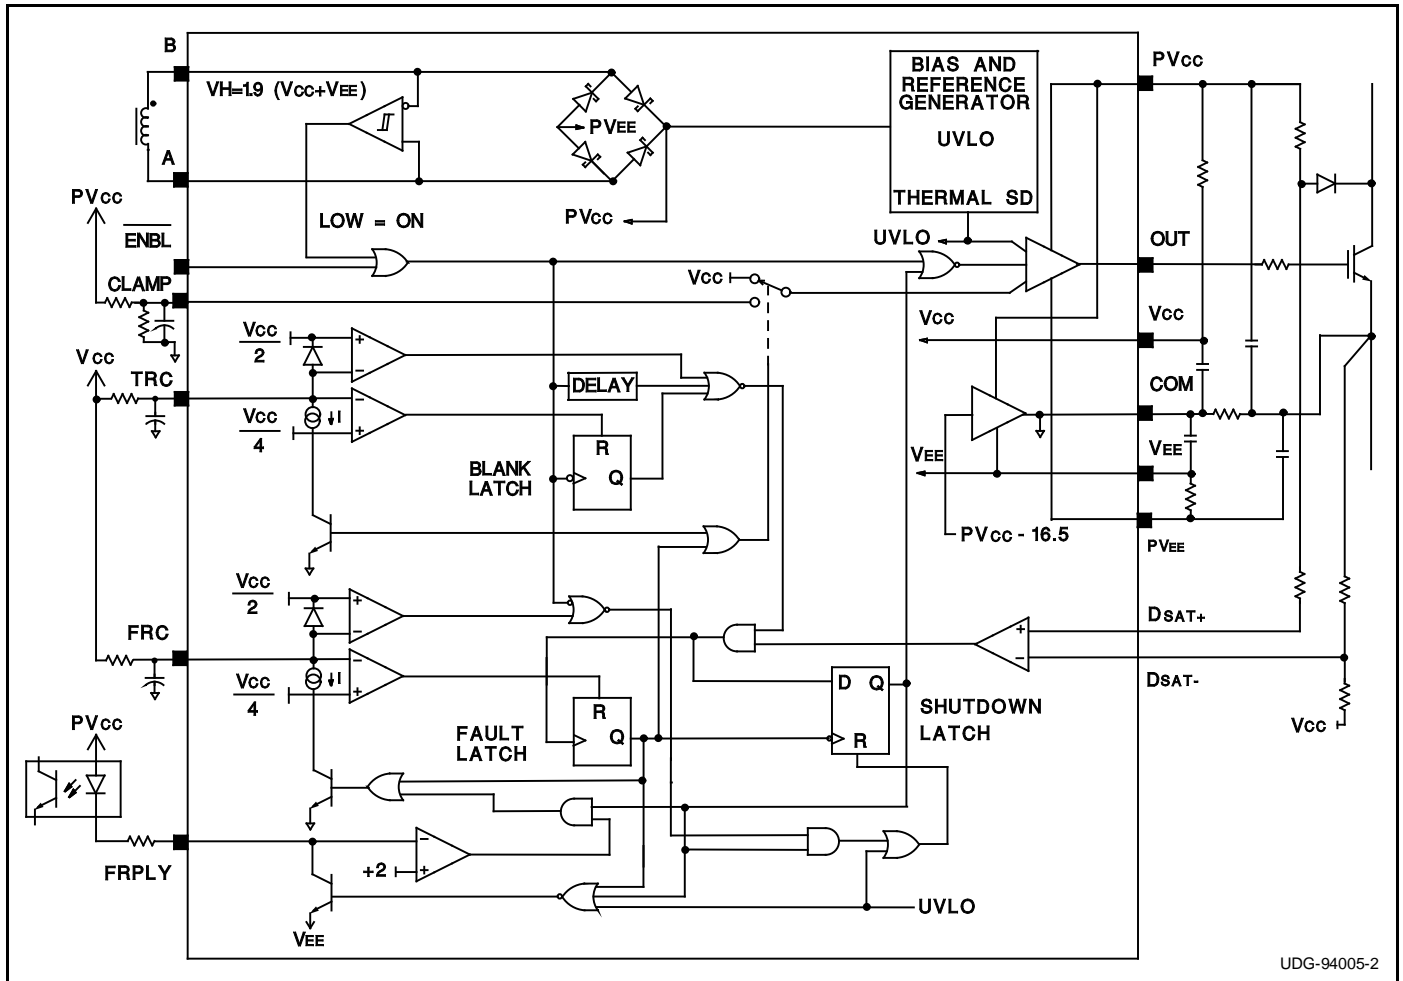 B
PVCC
VH=1.9 (VCC+VEE)
BIAS AND
REFERENCE
GENERATOR
PVEE
UVLO
A
PVCC
THERMAL SD
LOW = ON
PVCC
ENBL
UVLO
OUT
CLAMP
VCC
VCC
VCC
VCC
2
VCC
TRC
DELAY
COM
I
VCC
4
R
BLANK
LATCH
Q
VEE
VEE
PVCC - 16.5
PVEE
VCC
2
DSAT+
FRC
I
VCC
4
DSAT-
D Q
SHUTDOWN
LATCH
R
R
FAULT
LATCH
Q
VCC
PVCC
FRPLY
+2
UVLO
VEE
UDG-94005-2